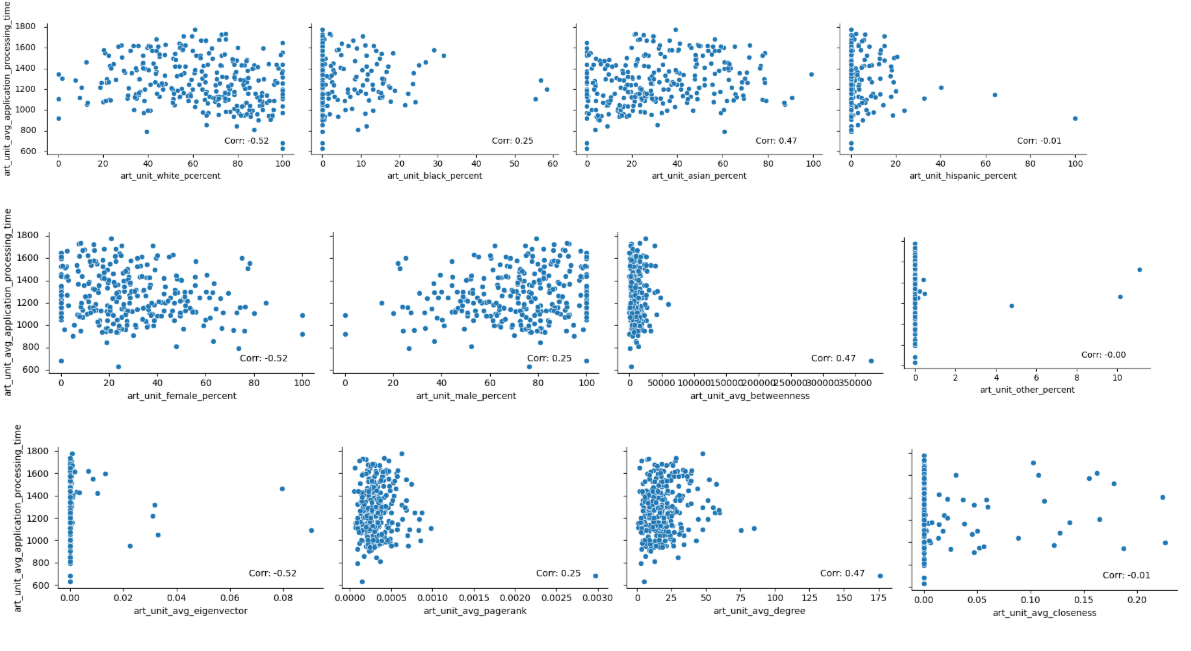 art_unit_avg_application_processing_time
1800
1600
1400
1200
1000
800
600
Corr: -0.52
Corr: 0.25
Corr: 0.47
Corr: -0.01
0 20 40 60 80 100
0 10 20 30 40 50 60
0 20 40 60 80 100
0 20 40 60 80 100
art_unit_white_pcercent
art_unit_black_percent
art_unit_asian_percent
art_unit_hispanic_percent
art_unit_avg_application_processing_time
1800
1600
1400
1200
1000
800
600
Corr: -0.52
Corr: 0.25
Corr: 0.47
Corr: -0.00
0 20 40 60 80 100
0 20 40 60 80 100
0 50000 100000 150000 200000 250000 300000 350000
0 2 4 6 8 10
art_unit_female_percent
art_unit_male_percent
art_unit_avg_betweenness
art_unit_other_percent
art_unit_avg_application_processing_time
1800
1600
1400
1200
1000
800
600
Corr: -0.52
Corr: 0.25
Corr: 0.47
Corr: -0.01
0.00 0.02 0.04 0.06 0.08
0.0000 0.0005 0.0010 0.0015 0.0020 0.0025 0.0030
0 25 50 75 100 125 150 175
0.00 0.05 0.10 0.15 0.20
art_unit_avg_eigenvector
art_unit_avg_pagerank
art_unit_avg_degree
art_unit_avg_closeness